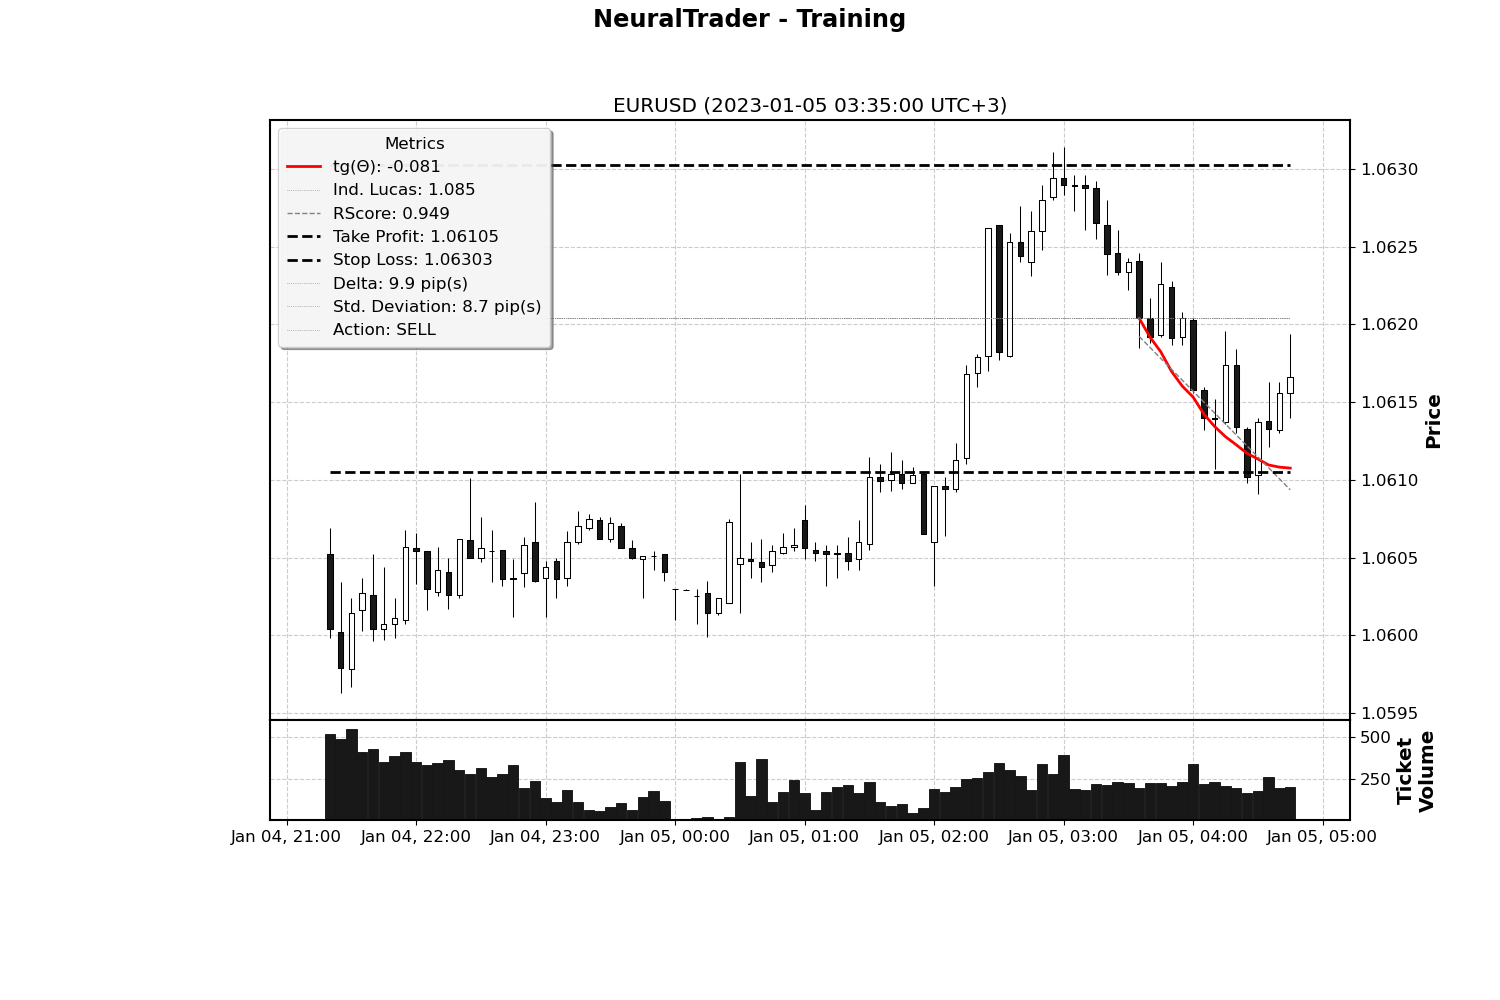 NeuralTrader - Training
EURUSD (2023-01-05 03:35:00 UTC+3)
Metrics
tg(Θ): -0.081
Ind. Lucas: 1.085
RScore: 0.949
Take Profit: 1.06105
Stop Loss: 1.06303
Delta: 9.9 pip(s)
Std. Deviation: 8.7 pip(s)
Action: SELL
1.0630
1.0625
1.0620
1.0615
1.0610
1.0605
1.0600
1.0595
Price
500
250
Ticket
Volume
Jan 04, 21:00
Jan 04, 22:00
Jan 04, 23:00
Jan 05, 00:00
Jan 05, 01:00
Jan 05, 02:00
Jan 05, 03:00
Jan 05, 04:00
Jan 05, 05:00